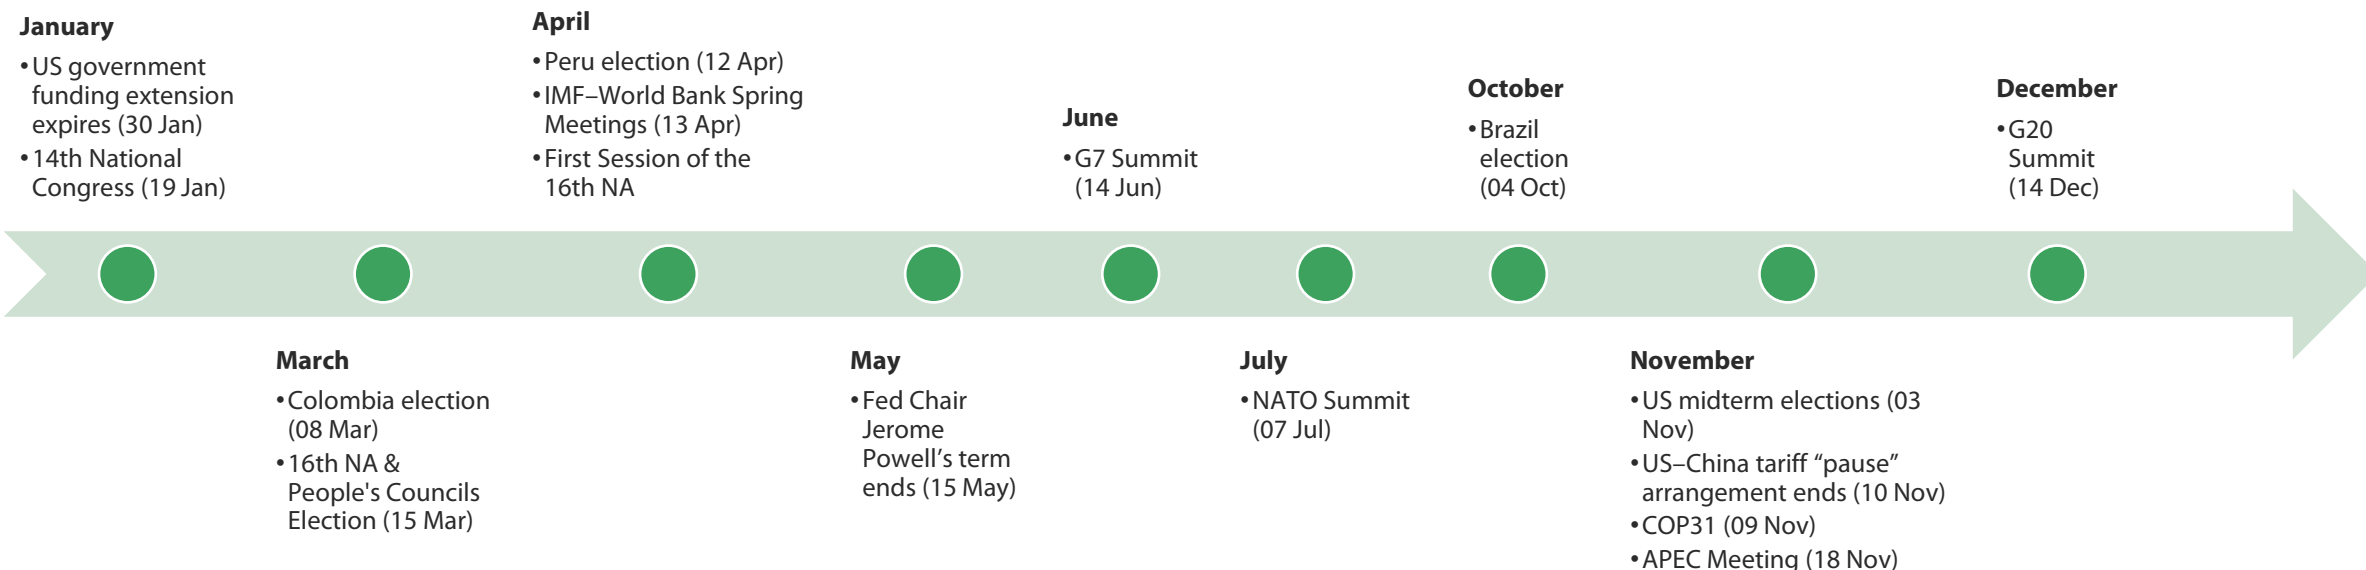 January
•US government
funding extension
expires (30 Jan)
•14th National
Congress (19 Jan)
March
•Colombia election
(08 Mar)
•16th NA &
People's Councils
Election (15 Mar)
April
•Peru election (12 Apr)
•IMF–World Bank Spring
Meetings (13 Apr)
•First Session of the
16th NA
May
•Fed Chair
Jerome
Powell’s term
ends (15 May)
June
•G7 Summit
(14 Jun)
July
•NATO Summit
(07 Jul)
October
•Brazil
election
(04 Oct)
November
•US midterm elections (03
Nov)
•US–China tariff “pause”
arrangement ends (10 Nov)
•COP31 (09 Nov)
•APEC Meeting (18 Nov)
December
•G20
Summit
(14 Dec)